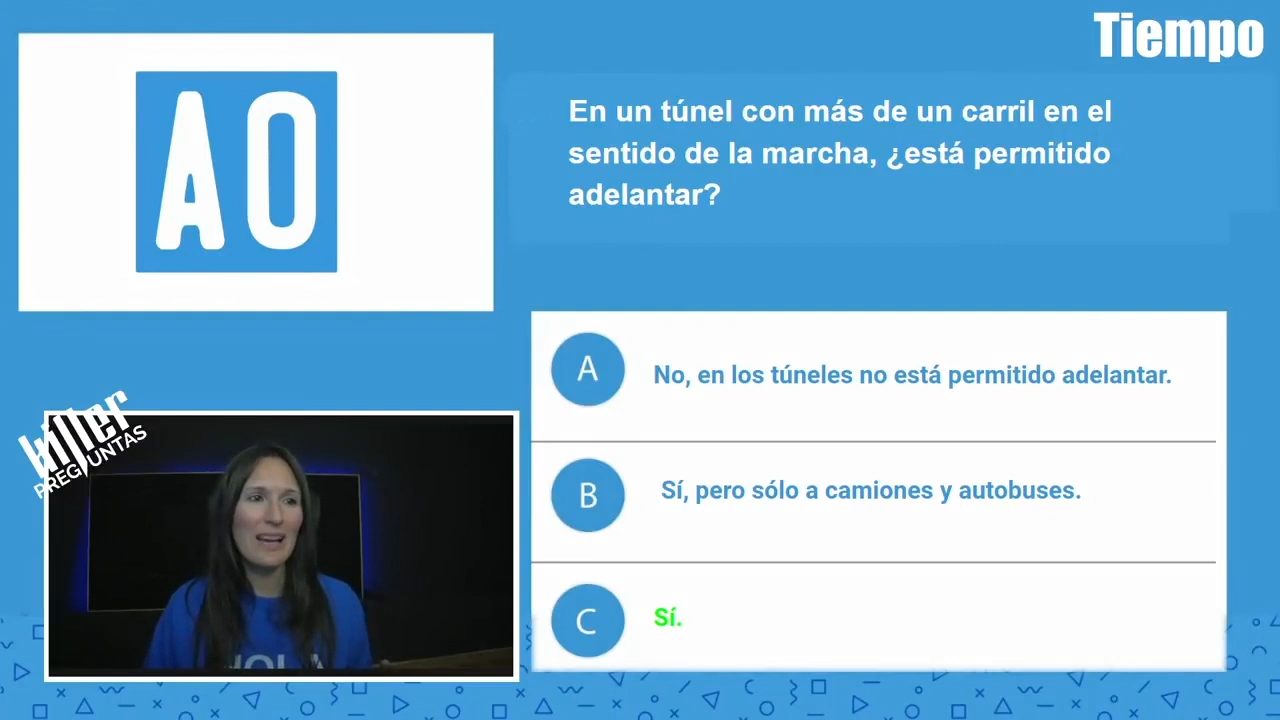 Tiempo
AO
En un túnel con más de un carril en el
sentido de la marcha, ¿está permitido
adelantar?
A
No, en los túneles no está permitido adelantar.
B
Sí, pero sólo a camiones y autobuses.
C
Sí.
killer
PREGUNTAS
HOLA